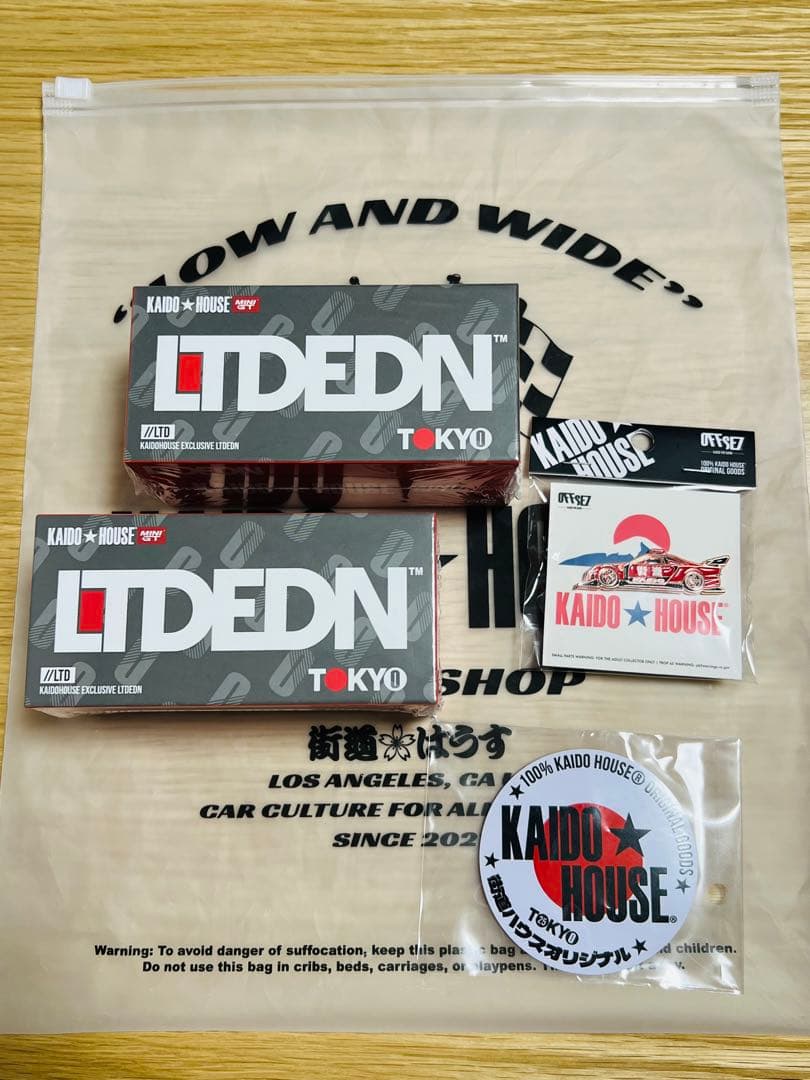 “LOW AND WIDE”
KAIDO★HOUSE MINI GT
LTDEDN™
//LTD
KAIDOHOUSE EXCLUSIVE LTDEDN
TOKYO
KAIDO★HOUSE MINI GT
LTDEDN™
//LTD
KAIDOHOUSE EXCLUSIVE LTDEDN
TOKYO
KAIDO
HOUSE
OFFSEZ
100% KAIDO HOUSE®
ORIGINAL GOODS
OFFSEZ
KAIDO★HOUSE®
SHOP
街道はうす
LOS ANGELES, CA
CAR CULTURE FOR ALL
SINCE 202
★100% KAIDO HOUSE® ORIGINAL GOODS★
KAIDO★
HOUSE®
TOKYO
★街道ハウスオリジナル★
Warning: To avoid danger of suffocation, keep this plastic bag children.
Do not use this bag in cribs, beds, carriages, or playpens.